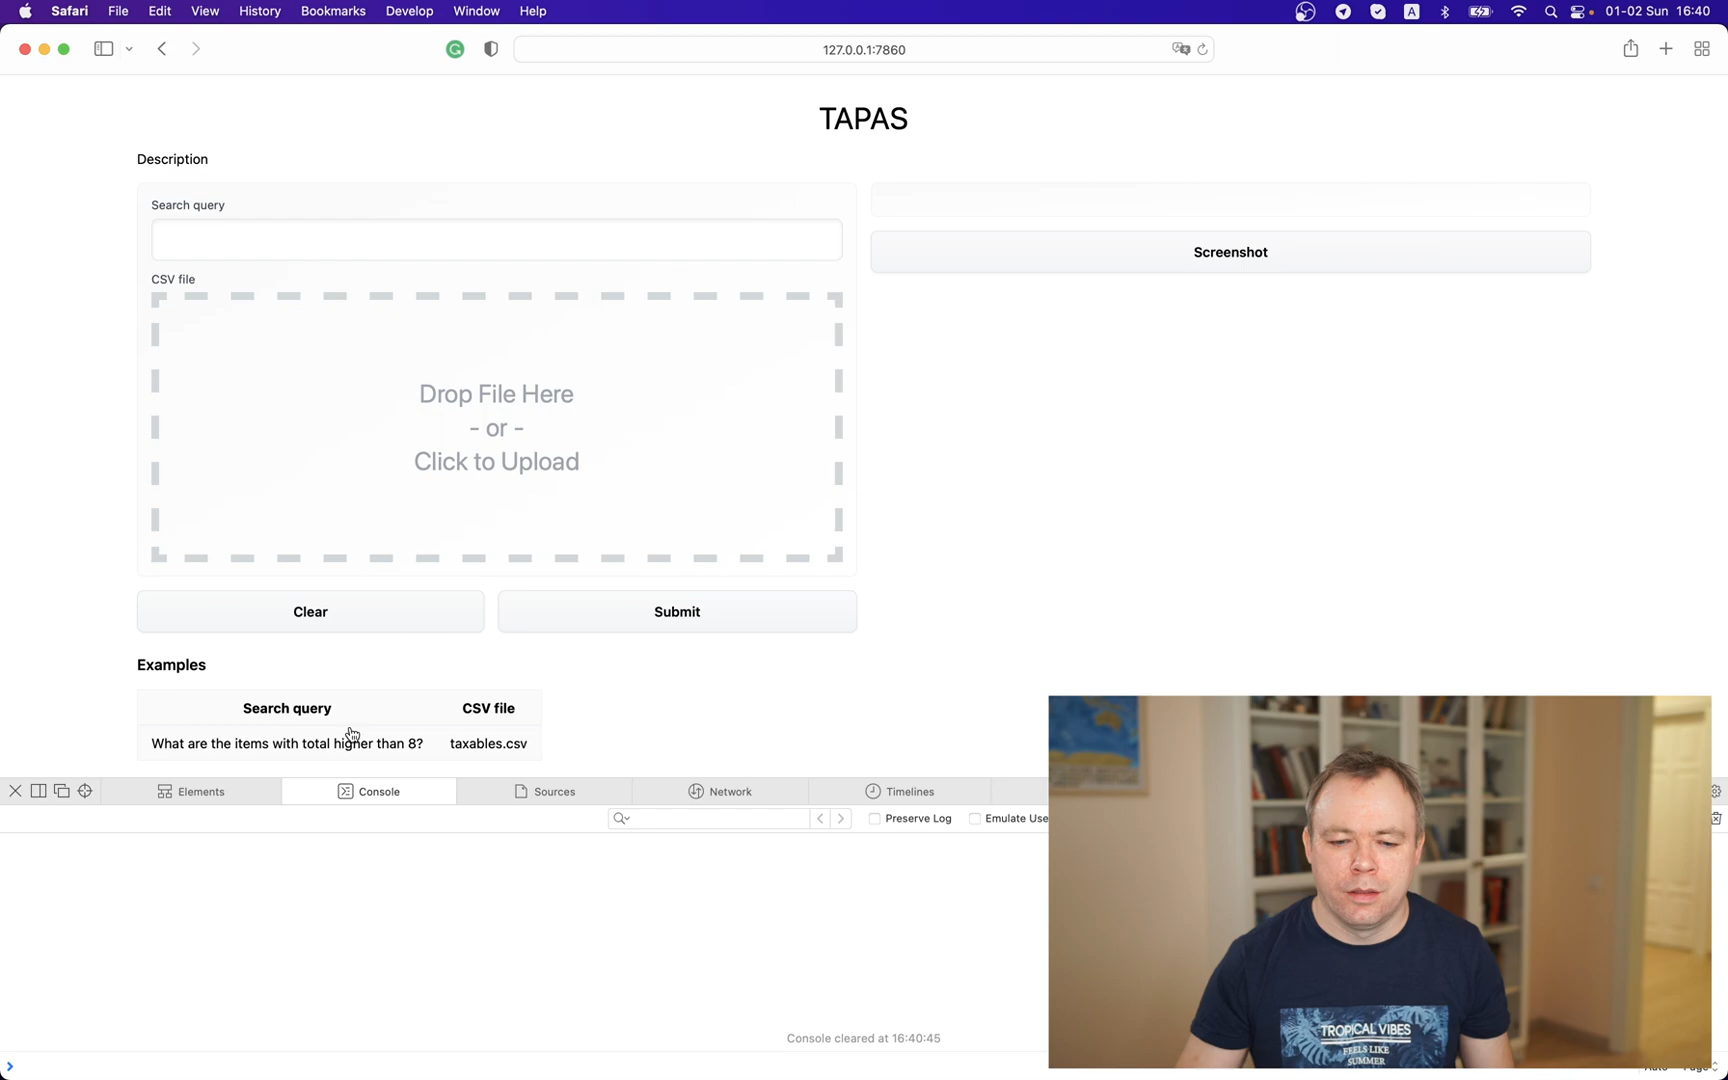 Safari File Edit View History Bookmarks Develop Window Help A 01-02 Sun 16:40
127.0.0.1:7860
TAPAS
Description
Search query
CSV file
Drop File Here
- or -
Click to Upload
Clear Submit
Screenshot
Examples
Search query CSV file
What are the items with total higher than 8? taxables.csv
Elements Console Sources Network Timelines
Preserve Log Emulate Use
Console cleared at 16:40:45
TROPICAL VIBES
FEELS LIKE
SUMMER